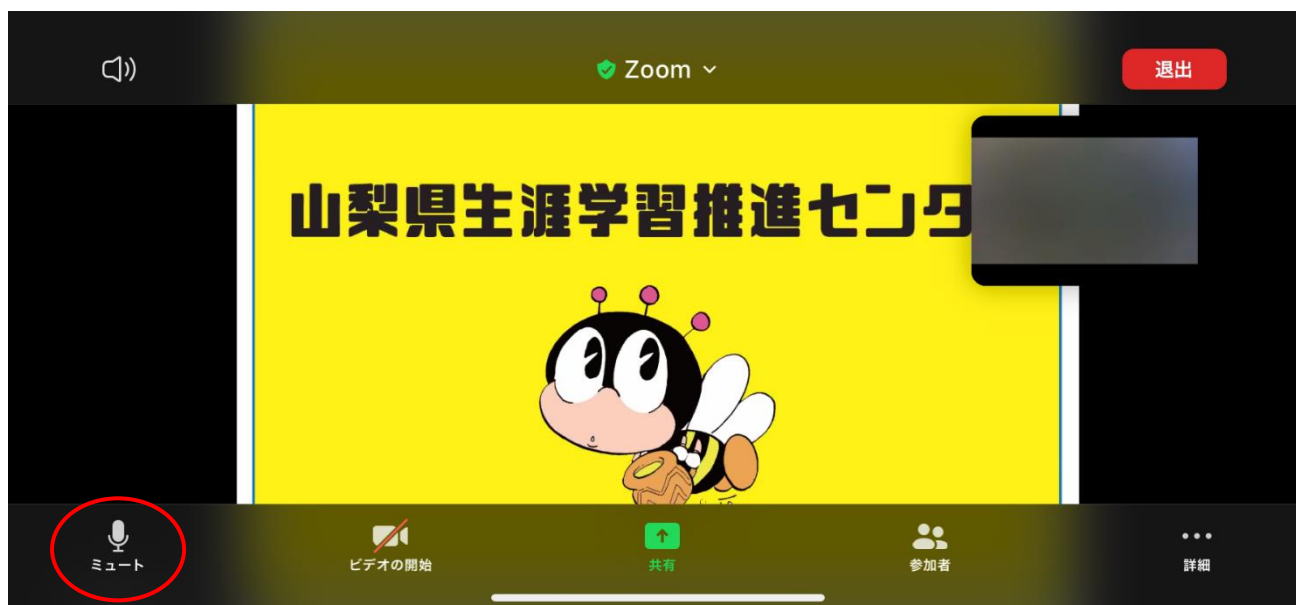 Zoom
退出
山梨県生涯学習推進センタ
ミュート
ビデオの開始
共有
参加者
詳細